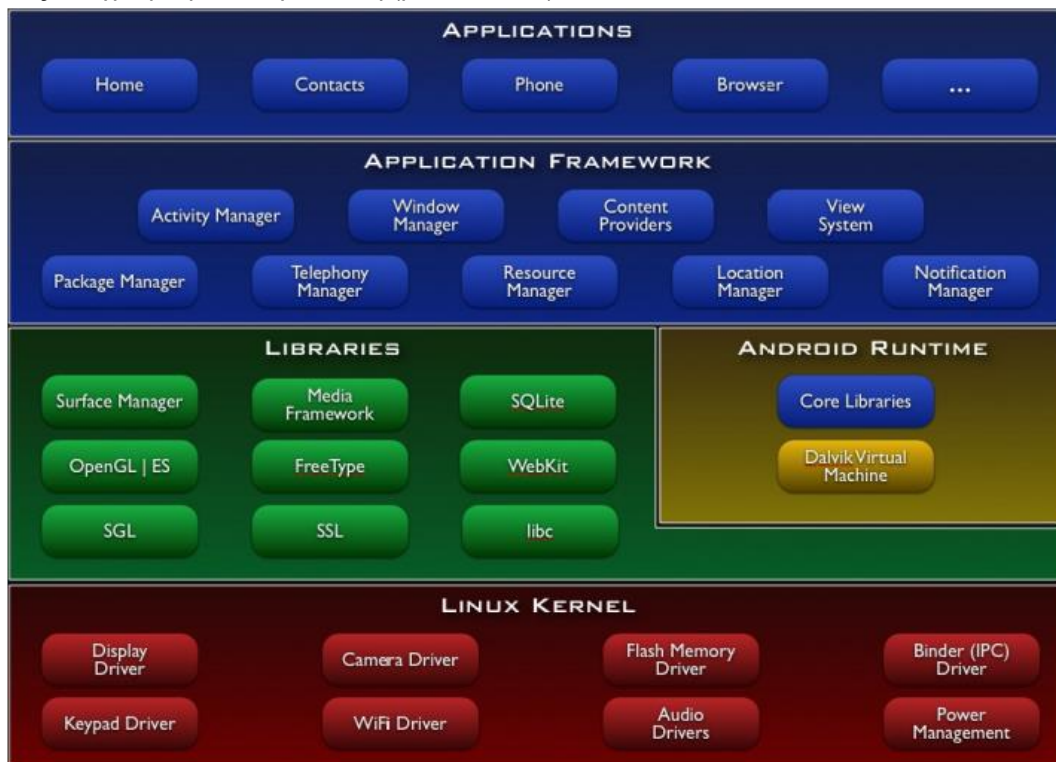 APPLICATIONS
Home
Contacts
Phone
Browser
...
APPLICATION FRAMEWORK
Activity Manager
Window
Manager
Content
Providers
View
System
Package Manager
Telephony
Manager
Resource
Manager
Location
Manager
Notification
Manager
LIBRARIES
Surface Manager
Media
Framework
SQLite
OpenGL | ES
FreeType
WebKit
SGL
SSL
libc
ANDROID RUNTIME
Core Libraries
Dalvik Virtual
Machine
LINUX KERNEL
Display
Driver
Camera Driver
Flash Memory
Driver
Binder (IPC)
Driver
Keypad Driver
WiFi Driver
Audio
Drivers
Power
Management